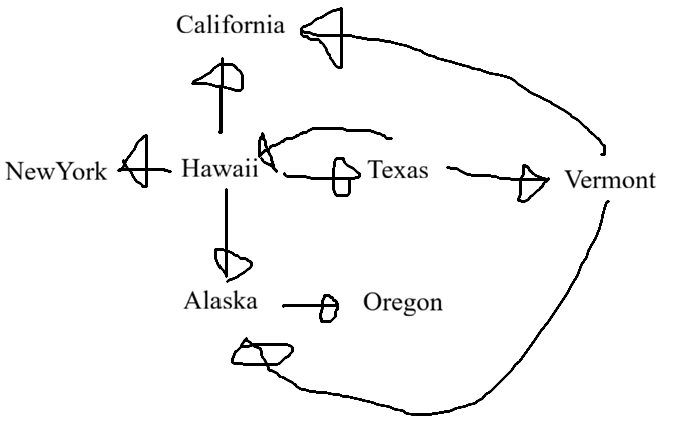 California
NewYork Hawaii Texas Vermont
Alaska Oregon